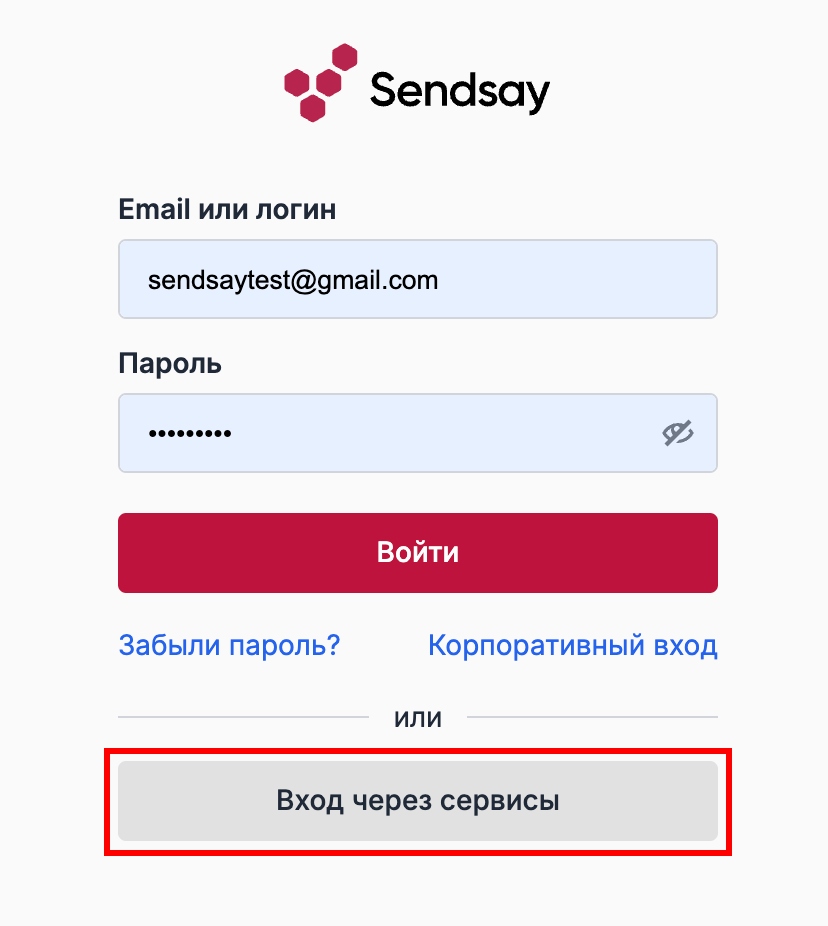 Sendsay
Email или логин
sendsaytest@gmail.com
Пароль
•••••••••
Войти
Забыли пароль? Корпоративный вход
или
Вход через сервисы